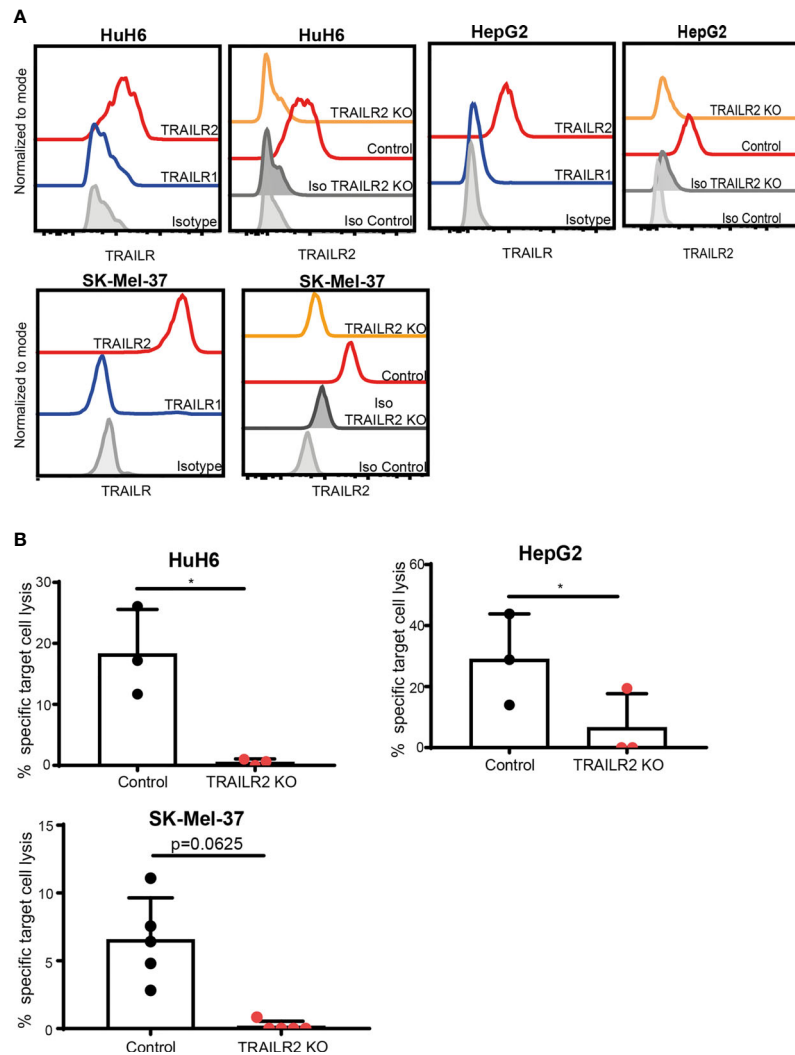 A
HuH6
Normalized to mode
TRAILR2
TRAILR1
Isotype
TRAILR
HuH6
TRAILR2 KO
Control
Iso TRAILR2 KO
Iso Control
TRAILR2
HepG2
TRAILR2
TRAILR1
Isotype
TRAILR
HepG2
TRAILR2 KO
Control
Iso TRAILR2 KO
Iso Control
TRAILR2
SK-Mel-37
Normalized to mode
TRAILR2
TRAILR1
Isotype
TRAILR
SK-Mel-37
TRAILR2 KO
Control
Iso
TRAILR2 KO
Iso Control
TRAILR2
B
HuH6
% specific target cell lysis
30
20
10
0
*
Control
TRAILR2 KO
HepG2
% specific target cell lysis
60
40
20
0
*
Control
TRAILR2 KO
SK-Mel-37
% specific target cell lysis
15
10
5
0
p=0.0625
Control
TRAILR2 KO